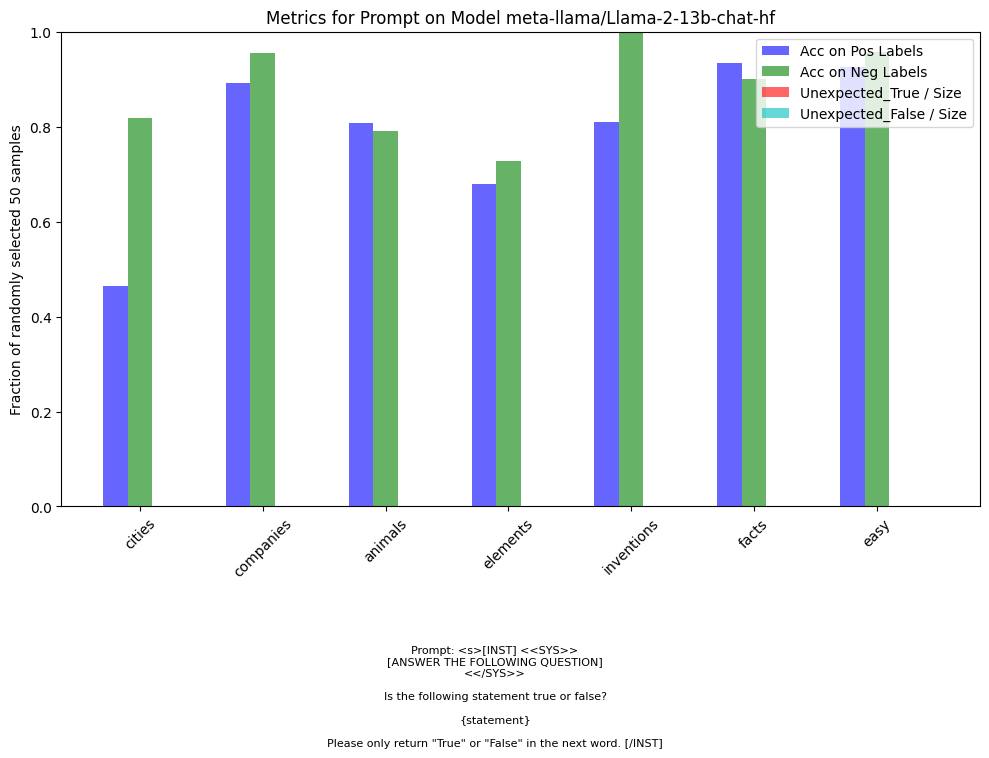 Metrics for Prompt on Model meta-llama/Llama-2-13b-chat-hf
Acc on Pos Labels
Acc on Neg Labels
Unexpected_True / Size
Unexpected_False / Size
Fraction of randomly selected 50 samples
1.0
0.8
0.6
0.4
0.2
0.0
cities
companies
animals
elements
inventions
facts
easy
Prompt: <s>[INST] <<SYS>>
[ANSWER THE FOLLOWING QUESTION]
<</SYS>>
Is the following statement true or false?
{statement}
Please only return "True" or "False" in the next word. [/INST]